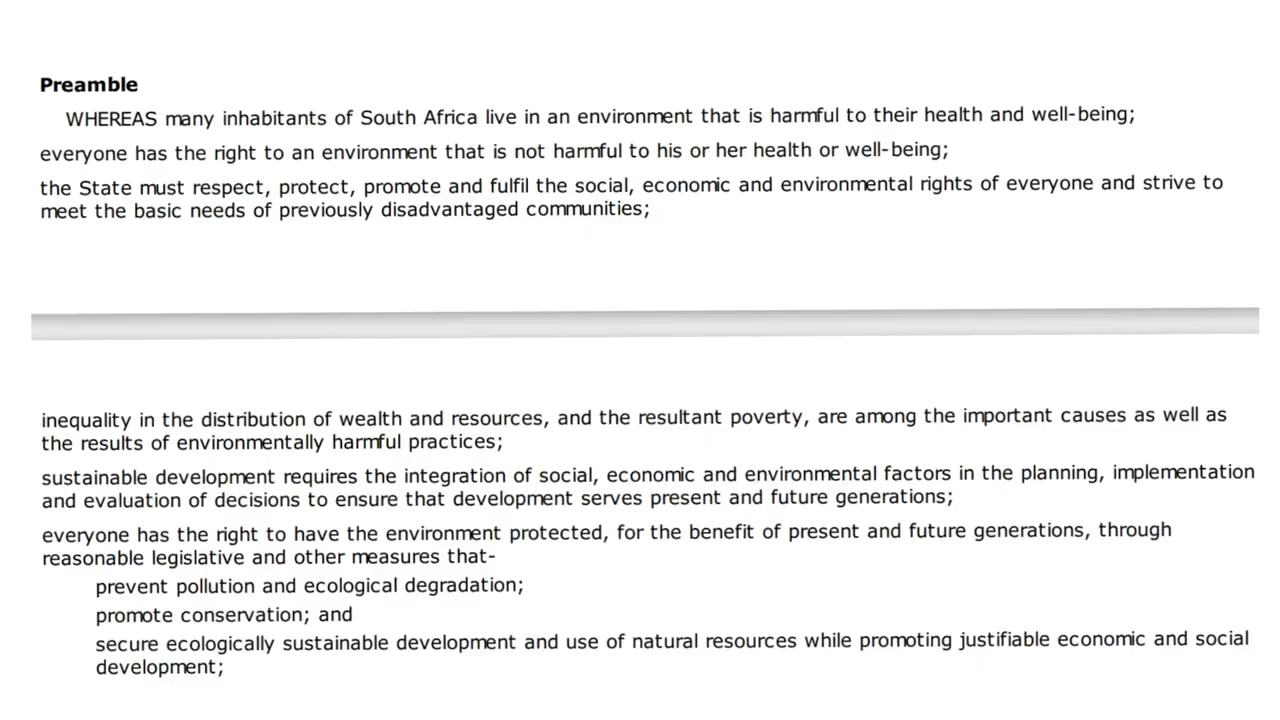 Preamble
WHEREAS many inhabitants of South Africa live in an environment that is harmful to their health and well-being;
everyone has the right to an environment that is not harmful to his or her health or well-being;
the State must respect, protect, promote and fulfil the social, economic and environmental rights of everyone and strive to
meet the basic needs of previously disadvantaged communities;
inequality in the distribution of wealth and resources, and the resultant poverty, are among the important causes as well as
the results of environmentally harmful practices;
sustainable development requires the integration of social, economic and environmental factors in the planning, implementation
and evaluation of decisions to ensure that development serves present and future generations;
everyone has the right to have the environment protected, for the benefit of present and future generations, through
reasonable legislative and other measures that-
prevent pollution and ecological degradation;
promote conservation; and
secure ecologically sustainable development and use of natural resources while promoting justifiable economic and social
development;